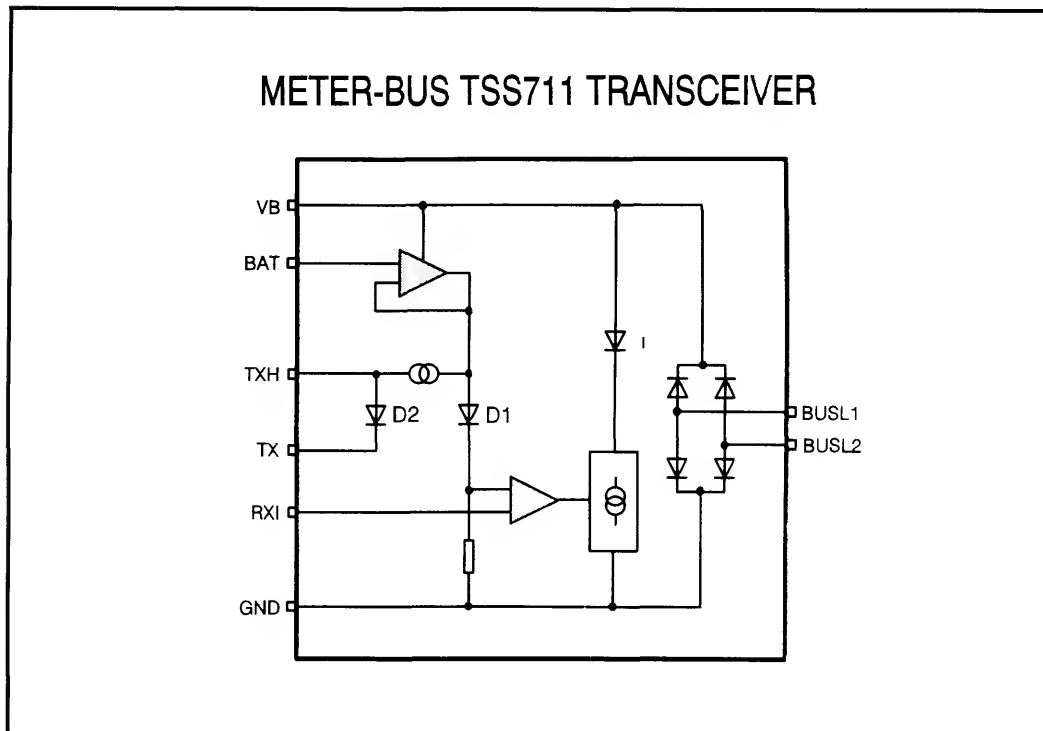 METER-BUS TSS711 TRANSCEIVER
VB
BAT
TXH
TX
RXI
GND
D2
D1
I
BUSL1
BUSL2